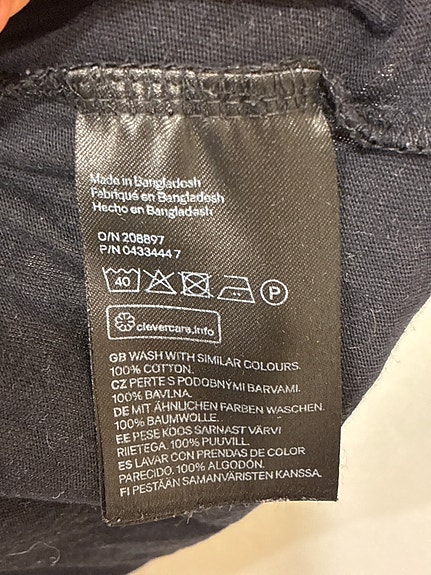 Made in Bangladesh
Fabriqué en Bangladesh
Hecho en Bangladash
O/N 208897
P/N 0433444 7
40
P
clevercare.info
GB WASH WITH SIMILAR COLOURS.
100% COTTON.
CZ PERTE S PODOBNÝMI BARVAMI.
100% BAVLNA.
DE MIT ÄHNLICHEN FARBEN WASCHEN.
100% BAUMWOLLE.
EE PESE KOOS SARNAST VÄRVI
RIIETEGA. 100% PUUVILL.
ES LAVAR CON PRENDAS DE COLOR
PARECIDO. 100% ALGODÓN.
FI PESTÄÄN SAMANVÄRISTEN KANSSA.